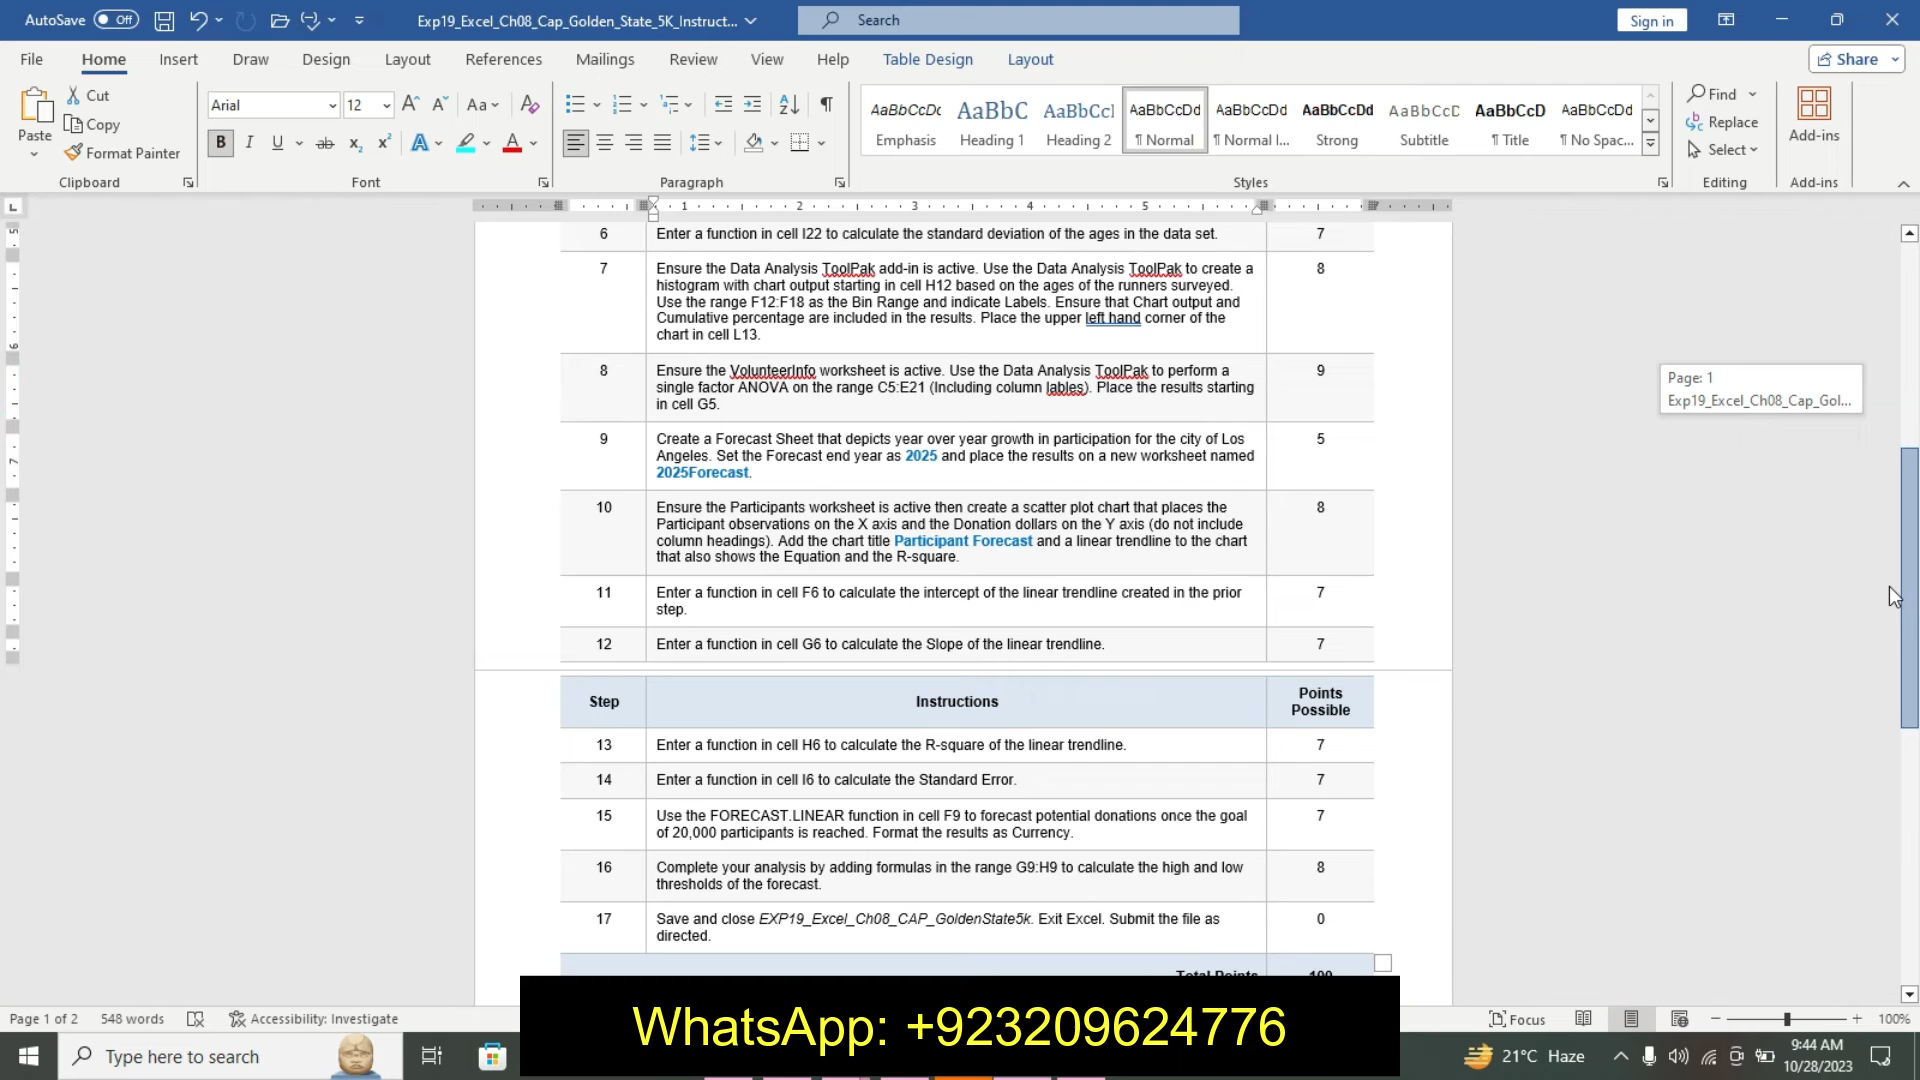 AutoSave Off
Exp19_Excel_Ch08_Cap_Golden_State_5K_Instruct...
Search
Sign in
File Home Insert Draw Design Layout References Mailings Review View Help Table Design Layout
Share
Paste
Cut
Copy
Format Painter
Clipboard
Arial 12
Font
Paragraph
AaBbCcDc AaBbC AaBbCcI AaBbCcDd AaBbCcDd AaBbCcDd AaBbCcC AaBbCcD AaBbCcDd
Emphasis Heading 1 Heading 2 ¶ Normal ¶ Normal I... Strong Subtitle ¶ Title ¶ No Spac...
Styles
Find
Replace
Select
Editing
Add-ins
Add-ins
6 Enter a function in cell I22 to calculate the standard deviation of the ages in the data set. 7
7 Ensure the Data Analysis ToolPak add-in is active. Use the Data Analysis ToolPak to create a 8
histogram with chart output starting in cell H12 based on the ages of the runners surveyed.
Use the range F12:F18 as the Bin Range and indicate Labels. Ensure that Chart output and
Cumulative percentage are included in the results. Place the upper left hand corner of the
chart in cell L13.
8 Ensure the VolunteerInfo worksheet is active. Use the Data Analysis ToolPak to perform a 9
single factor ANOVA on the range C5:E21 (Including column lables). Place the results starting
in cell G5.
9 Create a Forecast Sheet that depicts year over year growth in participation for the city of Los 5
Angeles. Set the Forecast end year as 2025 and place the results on a new worksheet named
2025Forecast.
10 Ensure the Participants worksheet is active then create a scatter plot chart that places the 8
Participant observations on the X axis and the Donation dollars on the Y axis (do not include
column headings). Add the chart title Participant Forecast and a linear trendline to the chart
that also shows the Equation and the R-square.
11 Enter a function in cell F6 to calculate the intercept of the linear trendline created in the prior 7
step.
12 Enter a function in cell G6 to calculate the Slope of the linear trendline. 7
Step Instructions Points
Possible
13 Enter a function in cell H6 to calculate the R-square of the linear trendline. 7
14 Enter a function in cell I6 to calculate the Standard Error. 7
15 Use the FORECAST.LINEAR function in cell F9 to forecast potential donations once the goal 7
of 20,000 participants is reached. Format the results as Currency.
16 Complete your analysis by adding formulas in the range G9:H9 to calculate the high and low 8
thresholds of the forecast.
17 Save and close EXP19_Excel_Ch08_CAP_GoldenState5k. Exit Excel. Submit the file as 0
directed.
Total Points 100
Page: 1
Exp19_Excel_Ch08_Cap_Gol...
WhatsApp: +923209624776
Page 1 of 2 548 words Accessibility: Investigate
Focus 100%
Type here to search
21°C Haze
9:44 AM
10/28/2023